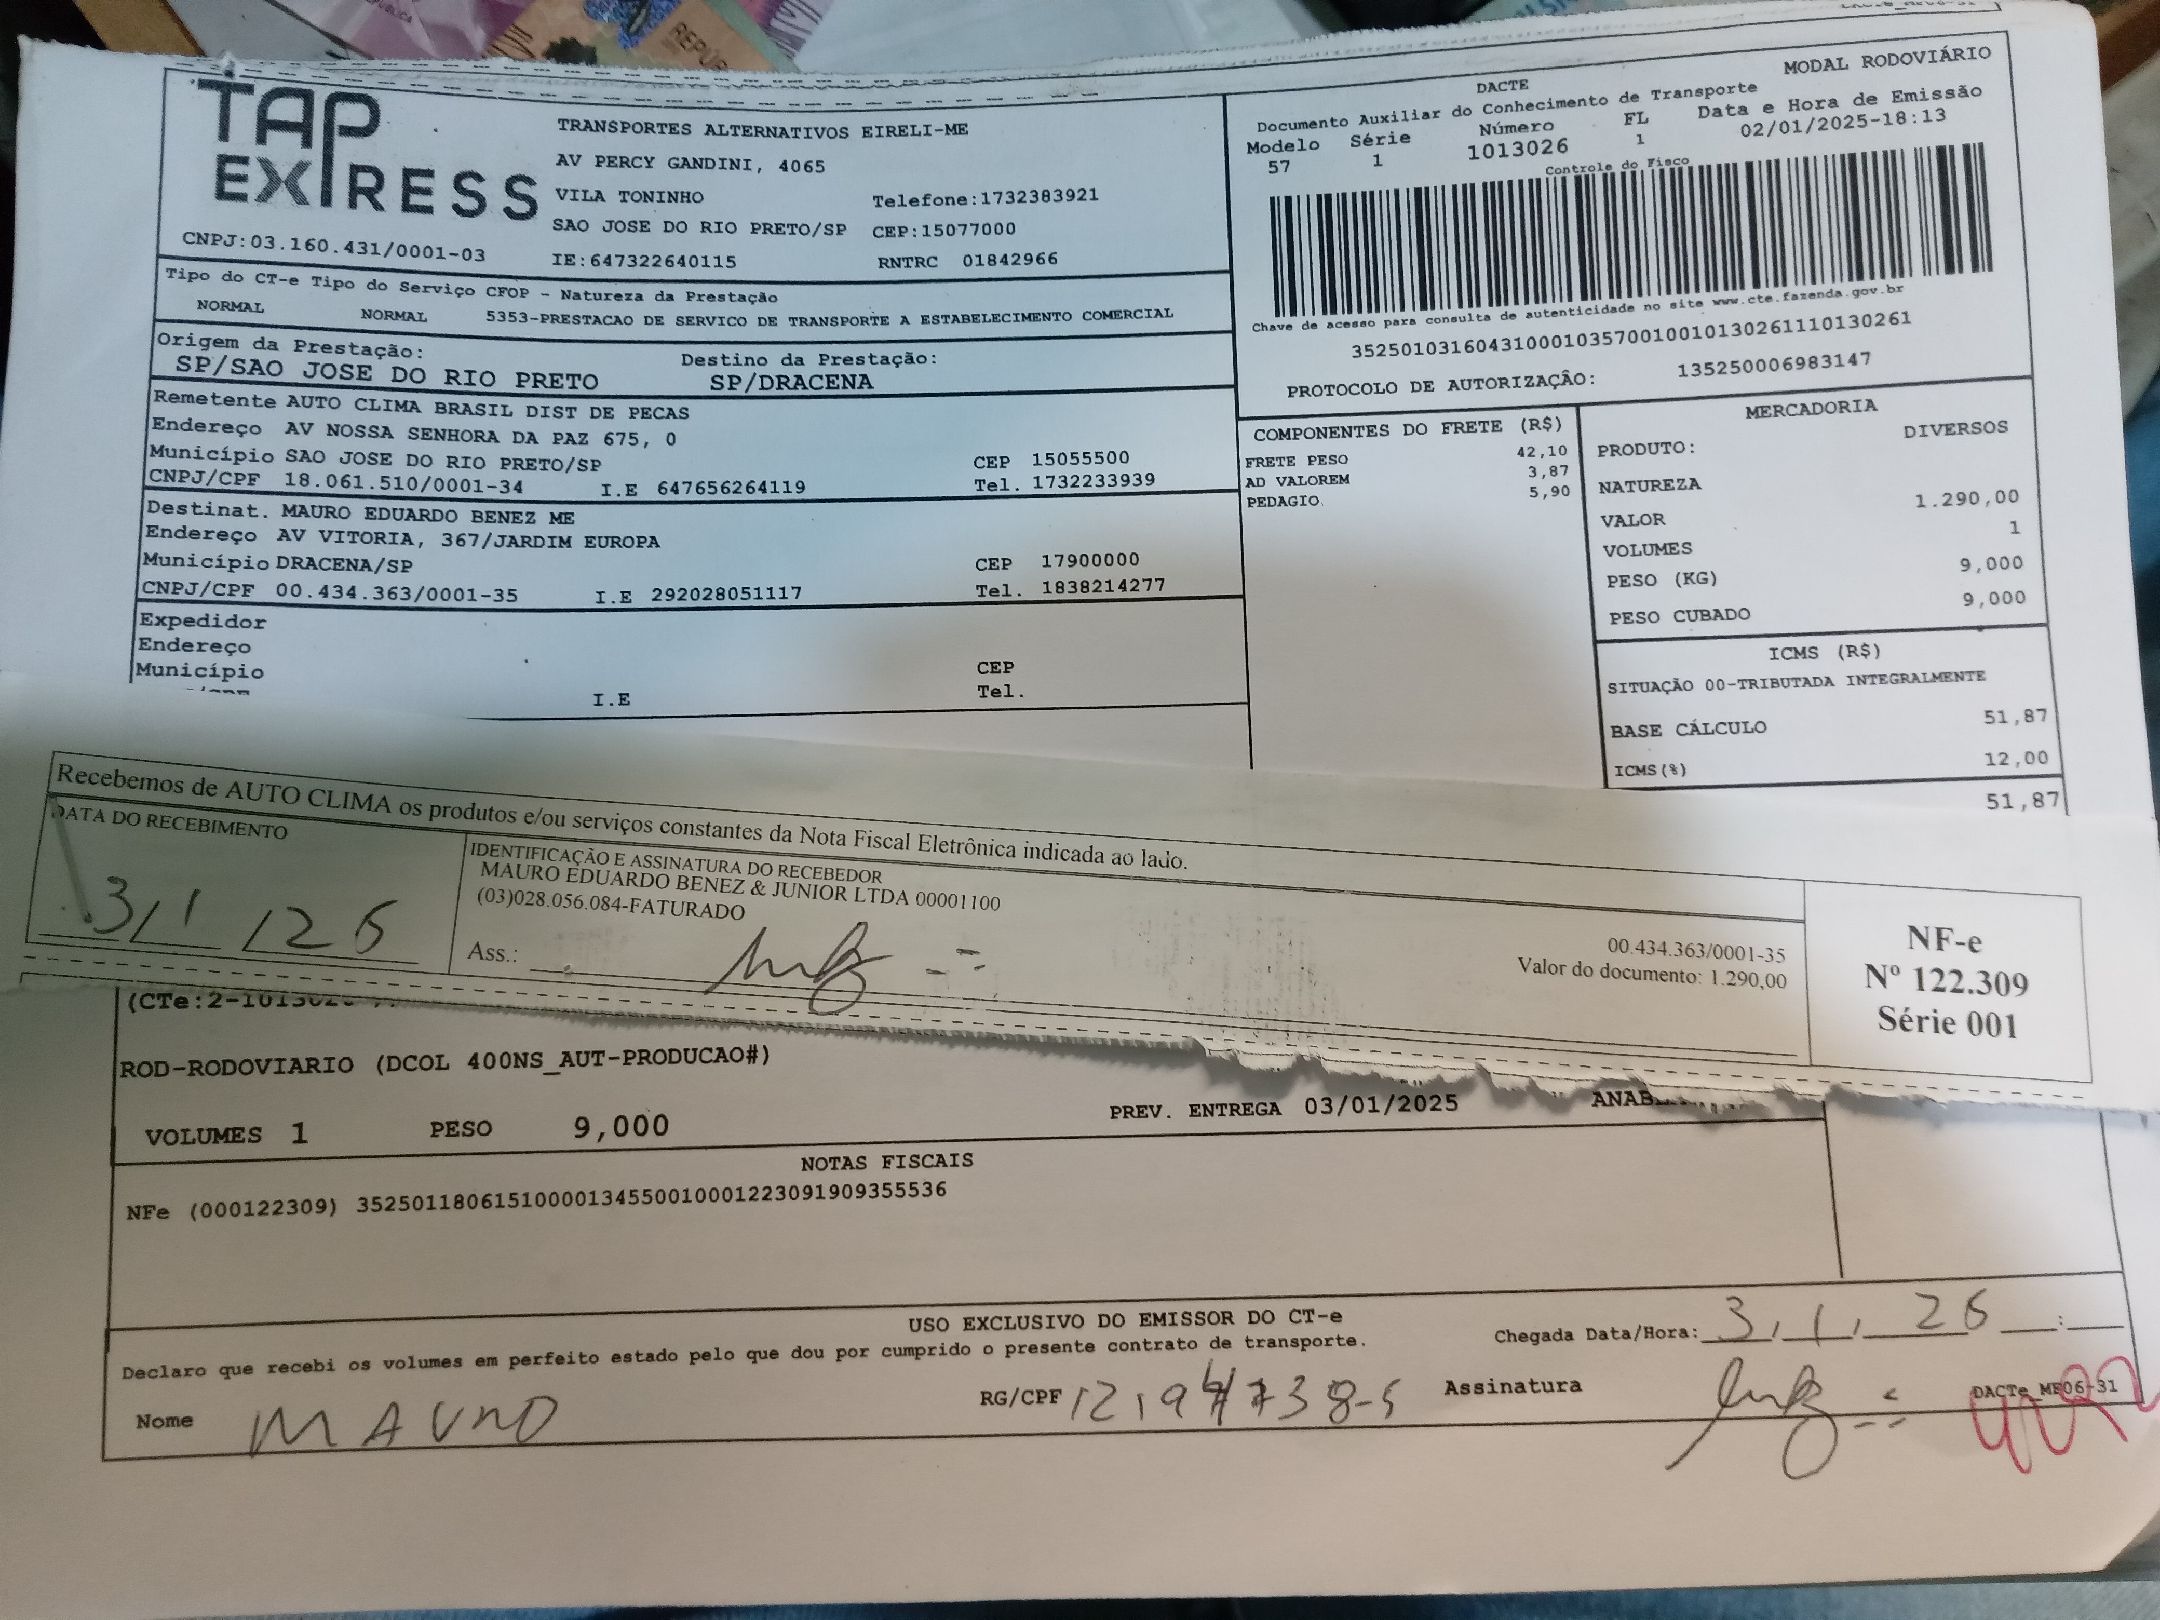 TAP
EXPRESS
CNPJ:03.160.431/0001-03
TRANSPORTES ALTERNATIVOS EIRELI-ME
AV PERCY GANDINI, 4065
VILA TONINHO
Telefone:1732383921
SAO JOSE DO RIO PRETO/SP CEP:15077000
IE:647322640115 RNTRC 01842966
MODAL RODOVIÁRIO
DACTE
Documento Auxiliar do Conhecimento de Transporte
Modelo Série Número FL Data e Hora de Emissão
57 1 1013026 1 02/01/2025-18:13
Controle do Fisco
Chave de acesso para consulta de autenticidade no site www.cte.fazenda.gov.br
35250103160431000103570010010130261110130261
PROTOCOLO DE AUTORIZAÇÃO: 135250006983147
Tipo do CT-e Tipo do Serviço CFOP - Natureza da Prestação
NORMAL NORMAL 5353-PRESTACAO DE SERVICO DE TRANSPORTE A ESTABELECIMENTO COMERCIAL
Origem da Prestação: Destino da Prestação:
SP/SAO JOSE DO RIO PRETO SP/DRACENA
Remetente AUTO CLIMA BRASIL DIST DE PECAS
Endereço AV NOSSA SENHORA DA PAZ 675, 0
Município SAO JOSE DO RIO PRETO/SP CEP 15055500
CNPJ/CPF 18.061.510/0001-34 I.E 647656264119 Tel. 1732233939
Destinat. MAURO EDUARDO BENEZ ME
Endereço AV VITORIA, 367/JARDIM EUROPA
Município DRACENA/SP CEP 17900000
CNPJ/CPF 00.434.363/0001-35 I.E 292028051117 Tel. 1838214277
Expedidor
Endereço
Município CEP
I.E Tel.
COMPONENTES DO FRETE (R$)
FRETE PESO 42,10
AD VALOREM 3,87
PEDAGIO 5,90
MERCADORIA
PRODUTO: DIVERSOS
NATUREZA
VALOR 1.290,00
VOLUMES 1
PESO (KG) 9,000
PESO CUBADO 9,000
ICMS (R$)
SITUAÇÃO 00-TRIBUTADA INTEGRALMENTE
BASE CÁLCULO 51,87
ICMS(%) 12,00
51,87
Recebemos de AUTO CLIMA os produtos e/ou serviços constantes da Nota Fiscal Eletrônica indicada ao lado.
DATA DO RECEBIMENTO
3/1/26
IDENTIFICAÇÃO E ASSINATURA DO RECEBEDOR
MAURO EDUARDO BENEZ & JUNIOR LTDA 00001100
(03)028.056.084-FATURADO
Ass.:
00.434.363/0001-35
Valor do documento: 1.290,00
NF-e
Nº 122.309
Série 001
(CTe:2-1013026
ROD-RODOVIARIO (DCOL 400NS_AUT-PRODUCAO#)
VOLUMES 1 PESO 9,000 PREV. ENTREGA 03/01/2025
NOTAS FISCAIS
NFe (000122309) 35250118061510000134550010001223091909355536
USO EXCLUSIVO DO EMISSOR DO CT-e
Declaro que recebi os volumes em perfeito estado pelo que dou por cumprido o presente contrato de transporte.
Chegada Data/Hora: 3/1/26 :
Nome MAURO RG/CPF Assinatura
DACTe_ME06-31